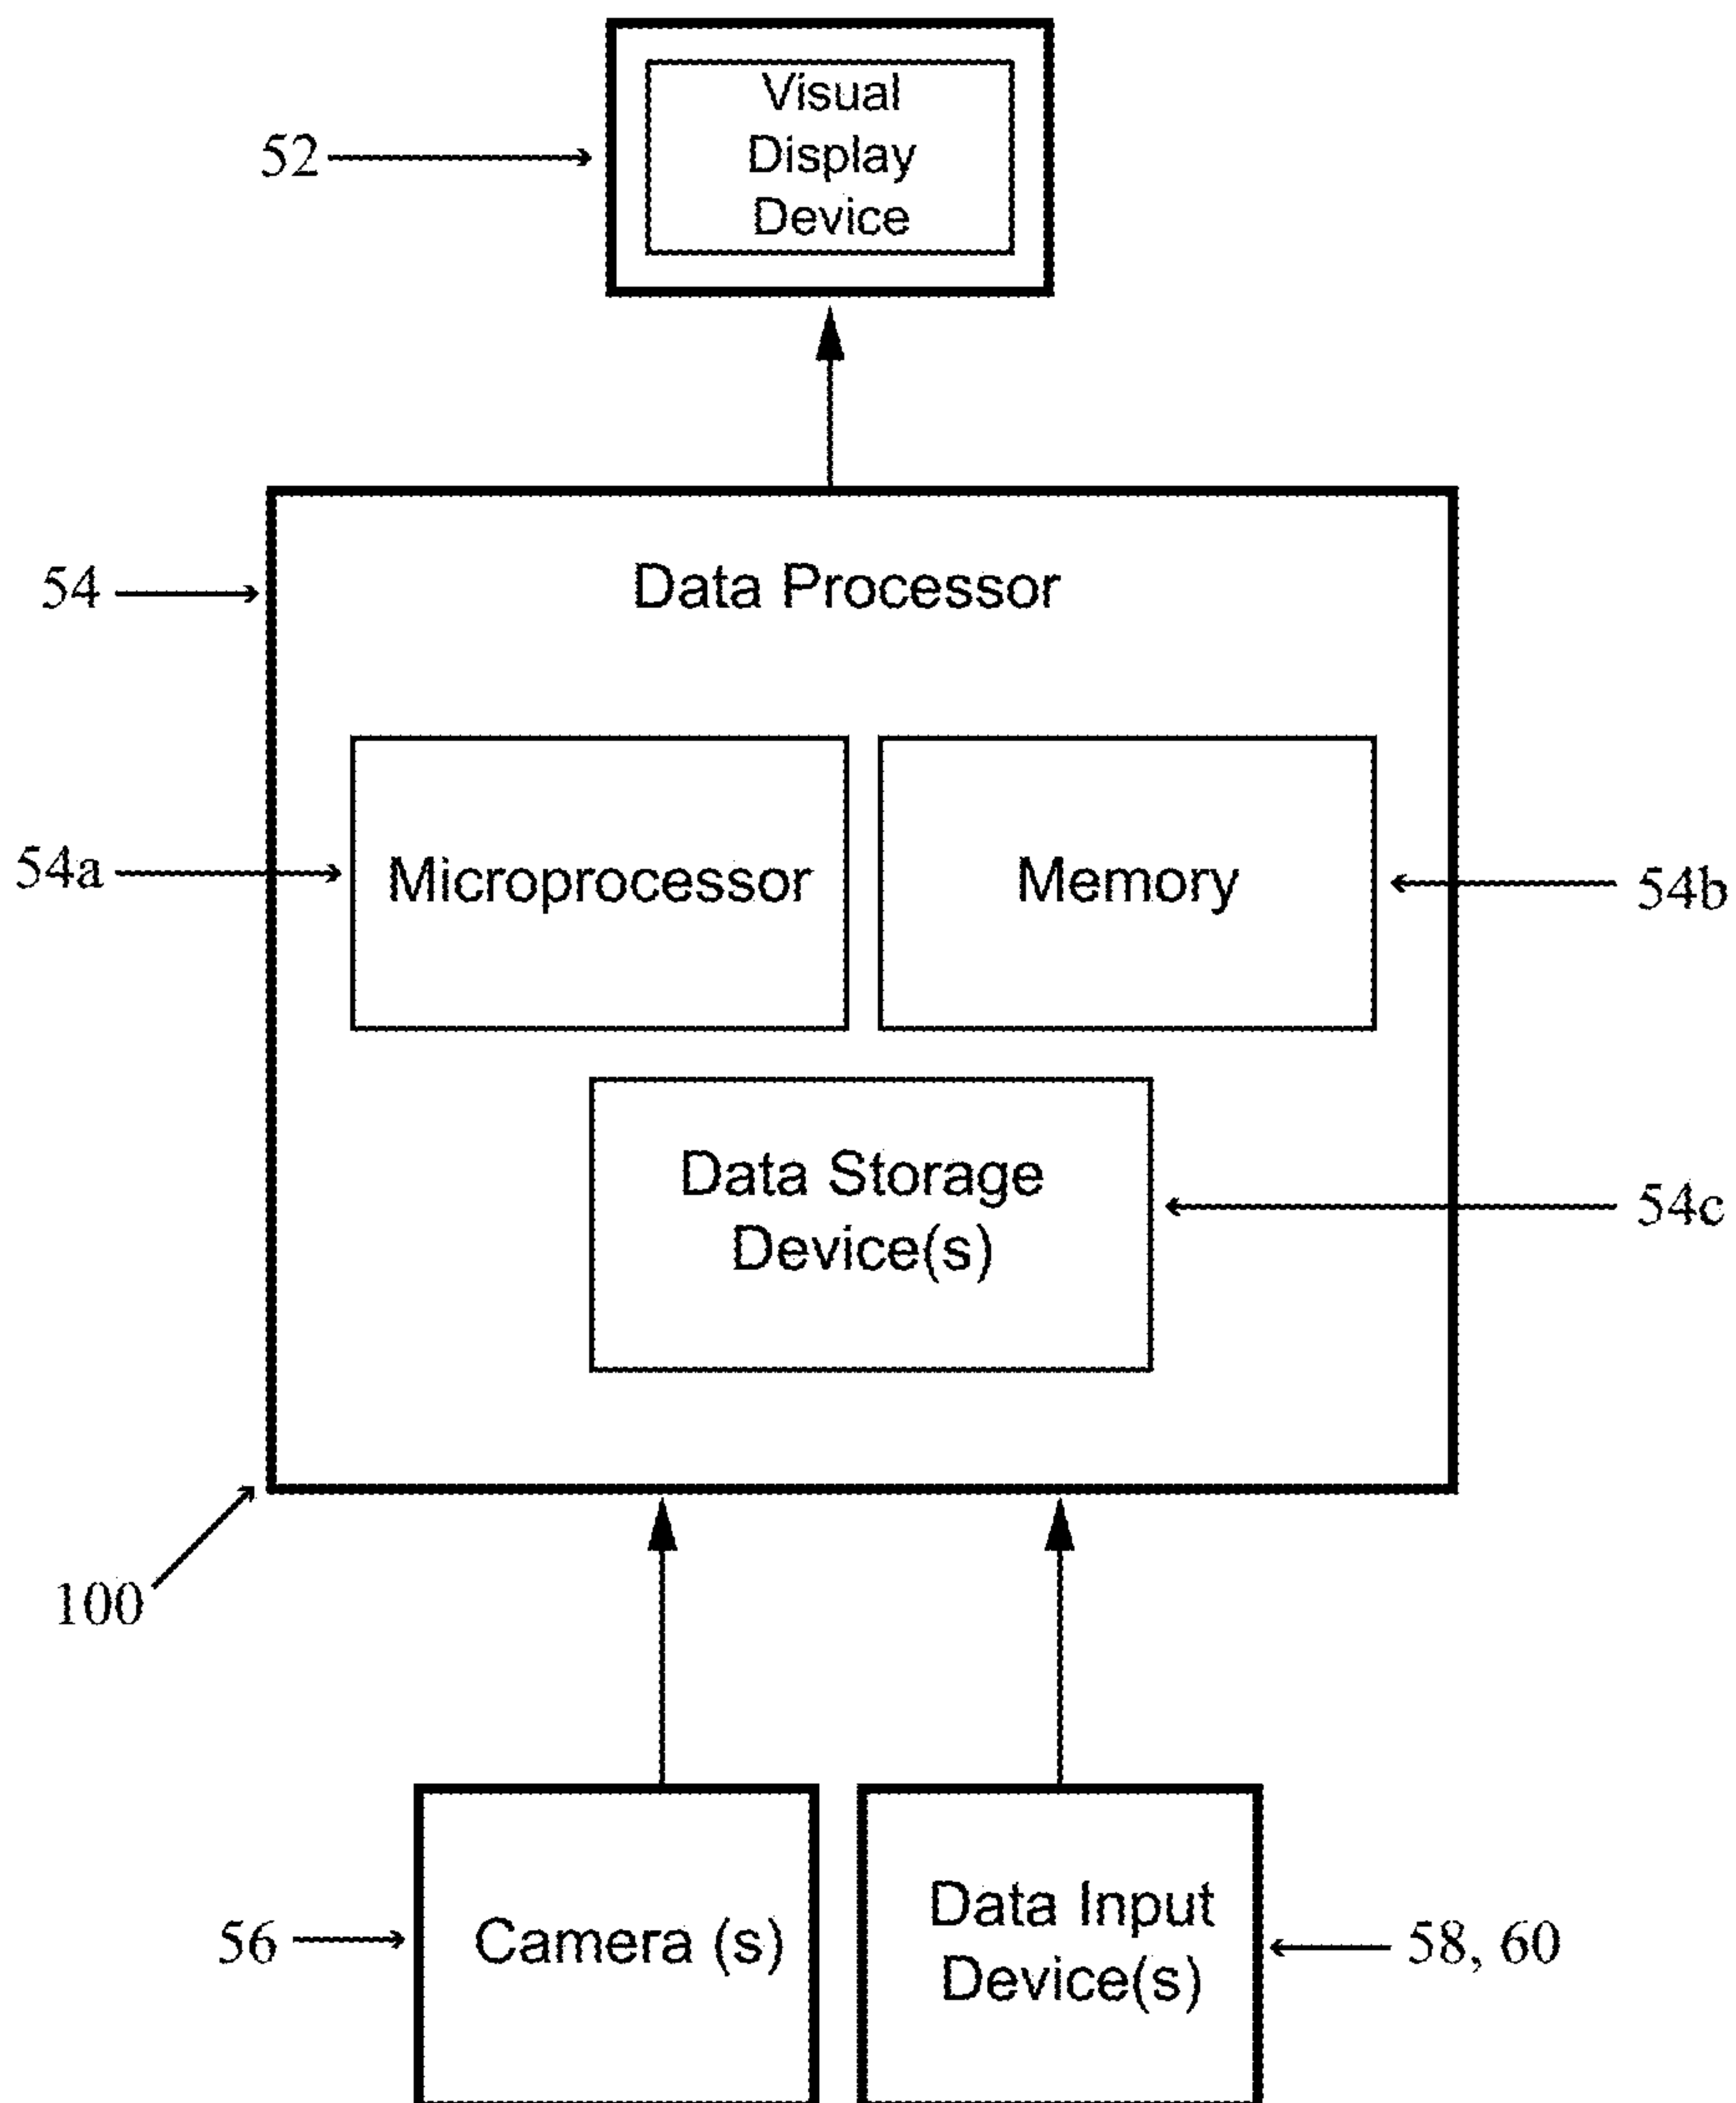 Visual
Display
Device
52
54
Data Processor
54a
Microprocessor
Memory
54b
Data Storage
Device(s)
54c
100
56
Camera (s)
Data Input
Device(s)
58, 60